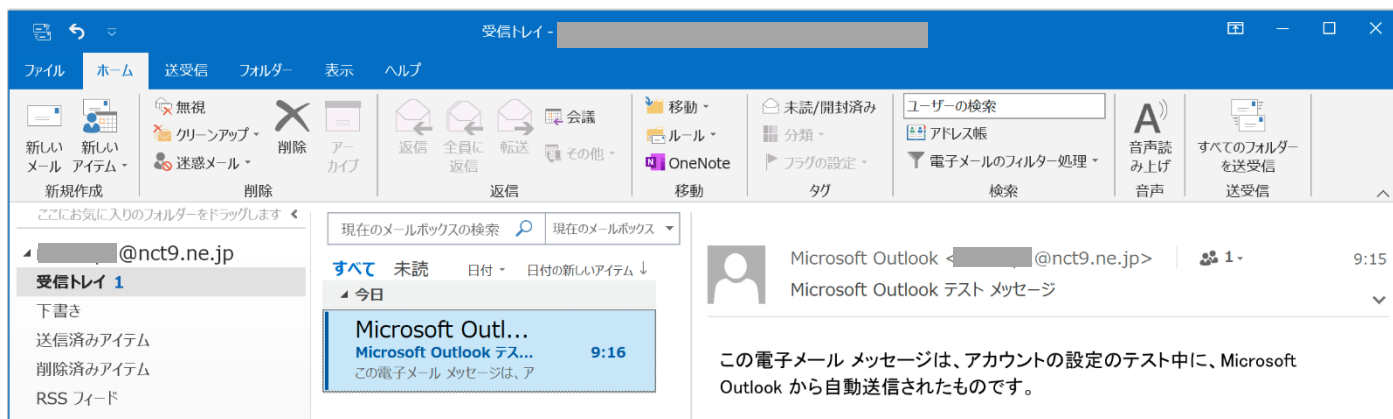 受信トレイ -
ファイル ホーム 送受信 フォルダー 表示 ヘルプ
新しい
メール
新しい
アイテム
新規作成
無視
クリーンアップ
迷惑メール
削除
アー
カイブ
削除
返信
全員に
返信
転送
会議
その他
返信
移動
ルール
OneNote
移動
未読/開封済み
分類
フラグの設定
タグ
ユーザーの検索
アドレス帳
電子メールのフィルター処理
検索
A
音声読
み上げ
音声
すべてのフォルダー
を送受信
送受信
ここにお気に入りのフォルダーをドラッグします
@nct9.ne.jp
受信トレイ 1
下書き
送信済みアイテム
削除済みアイテム
RSS フィード
現在のメールボックスの検索 現在のメールボックス
すべて 未読 日付 日付の新しいアイテム ↓
今日
Microsoft Outl...
Microsoft Outlook テス... 9:16
この電子メール メッセージは、ア
Microsoft Outlook < @nct9.ne.jp> 1 9:15
Microsoft Outlook テスト メッセージ
この電子メール メッセージは、アカウントの設定のテスト中に、Microsoft
Outlook から自動送信されたものです。